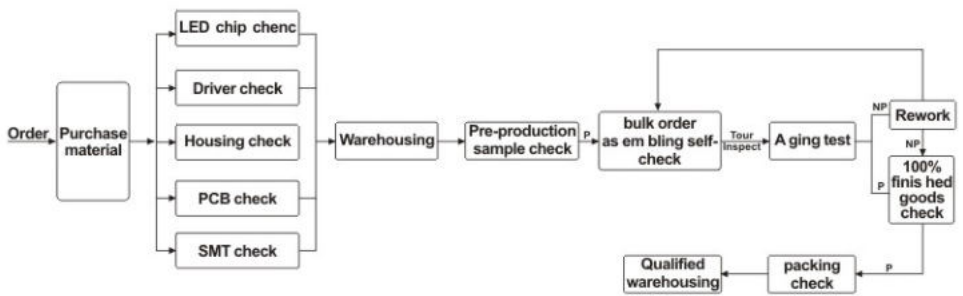 LED chip chenc
Driver check
Order
Purchase
material
Housing check
PCB check
SMT check
Warehousing
Pre-production
sample check
P
bulk order
as em bling self-
check
Tour
Inspect
A ging test
NP
Rework
NP
P
100%
finis hed
goods
check
P
packing
check
Qualified
warehousing